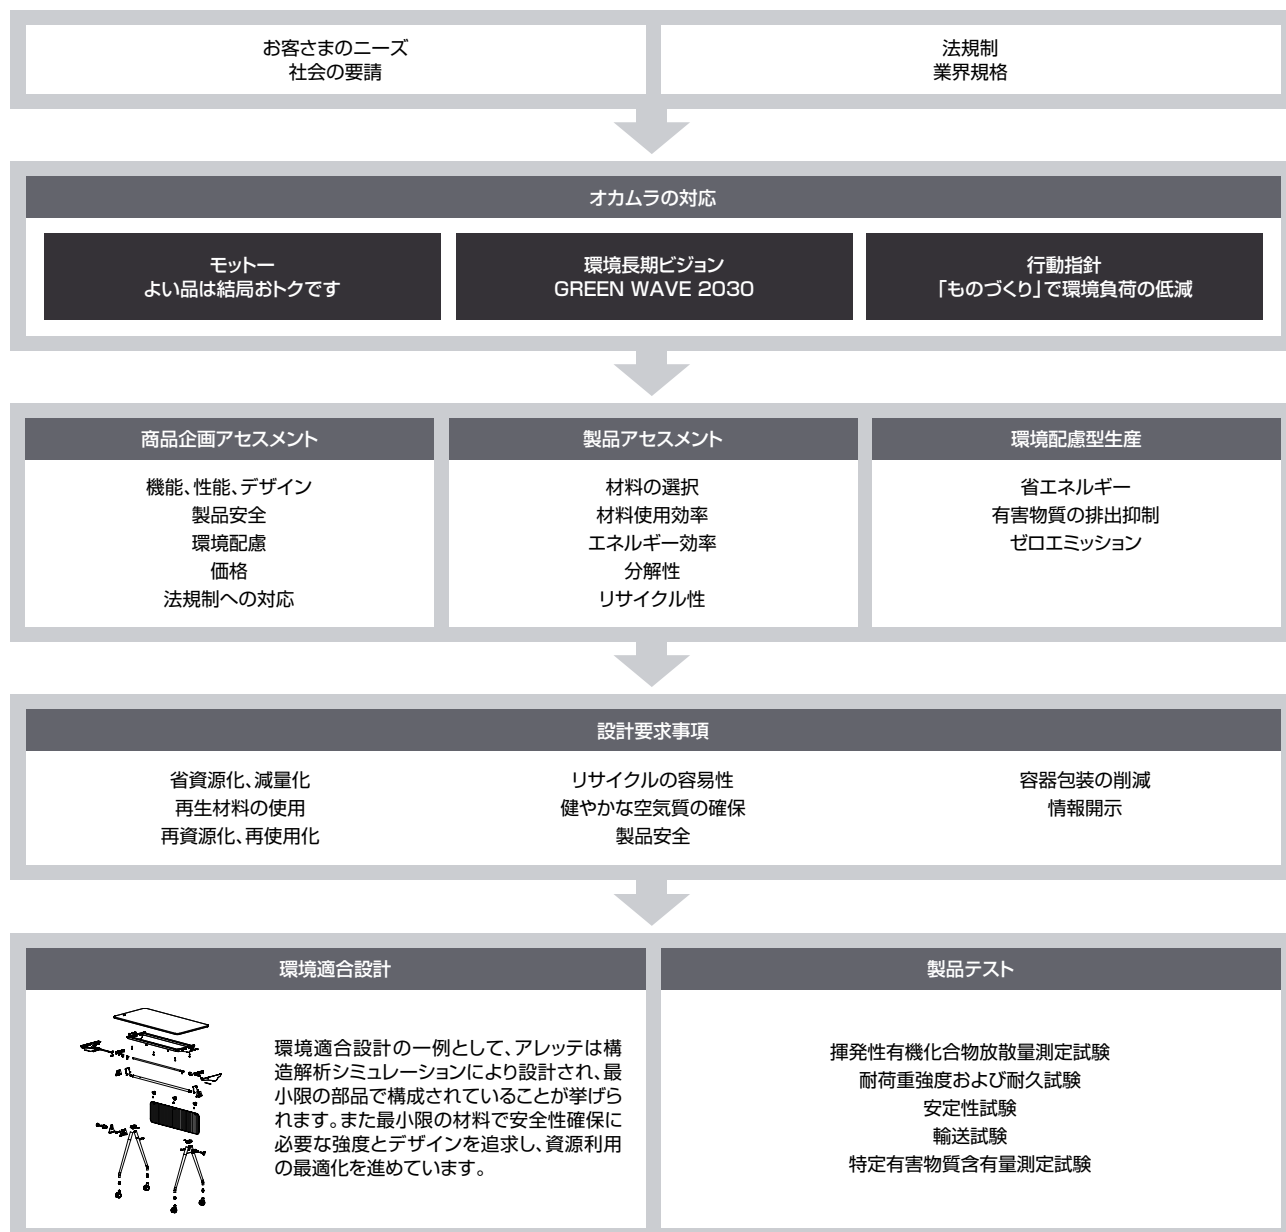 お客さまのニーズ
社会の要請
法規制
業界規格
オカムラの対応
モットー
よい品は結局おトクです
環境長期ビジョン
GREEN WAVE 2030
行動指針
「ものづくり」で環境負荷の低減
商品企画アセスメント
機能、性能、デザイン
製品安全
環境配慮
価格
法規制への対応
製品アセスメント
材料の選択
材料使用効率
エネルギー効率
分解性
リサイクル性
環境配慮型生産
省エネルギー
有害物質の排出抑制
ゼロエミッション
設計要求事項
省資源化、減量化
再生材料の使用
再資源化、再使用化
リサイクルの容易性
健やかな空気質の確保
製品安全
容器包装の削減
情報開示
環境適合設計
環境適合設計の一例として、アレッテは構
造解析シミュレーションにより設計され、最
小限の部品で構成されていることが挙げら
れます。また最小限の材料で安全性確保に
必要な強度とデザインを追求し、資源利用
の最適化を進めています。
製品テスト
揮発性有機化合物放散量測定試験
耐荷重強度および耐久試験
安定性試験
輸送試験
特定有害物質含有量測定試験